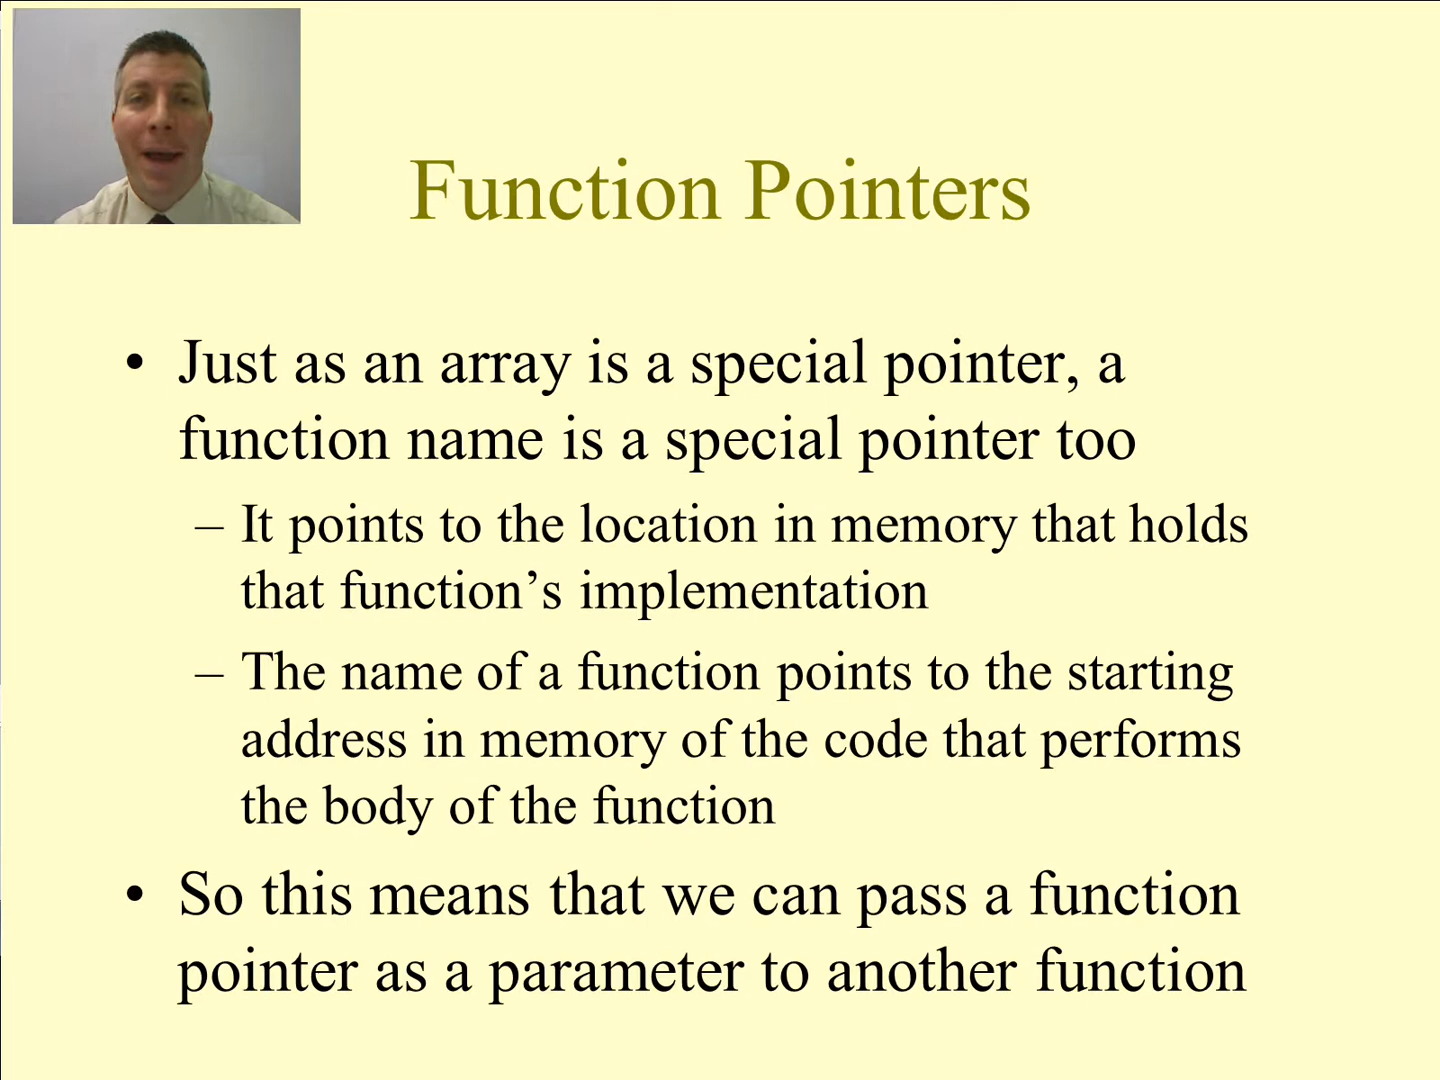 Function Pointers
• Just as an array is a special pointer, a
function name is a special pointer too
– It points to the location in memory that holds
that function’s implementation
– The name of a function points to the starting
address in memory of the code that performs
the body of the function
• So this means that we can pass a function
pointer as a parameter to another function